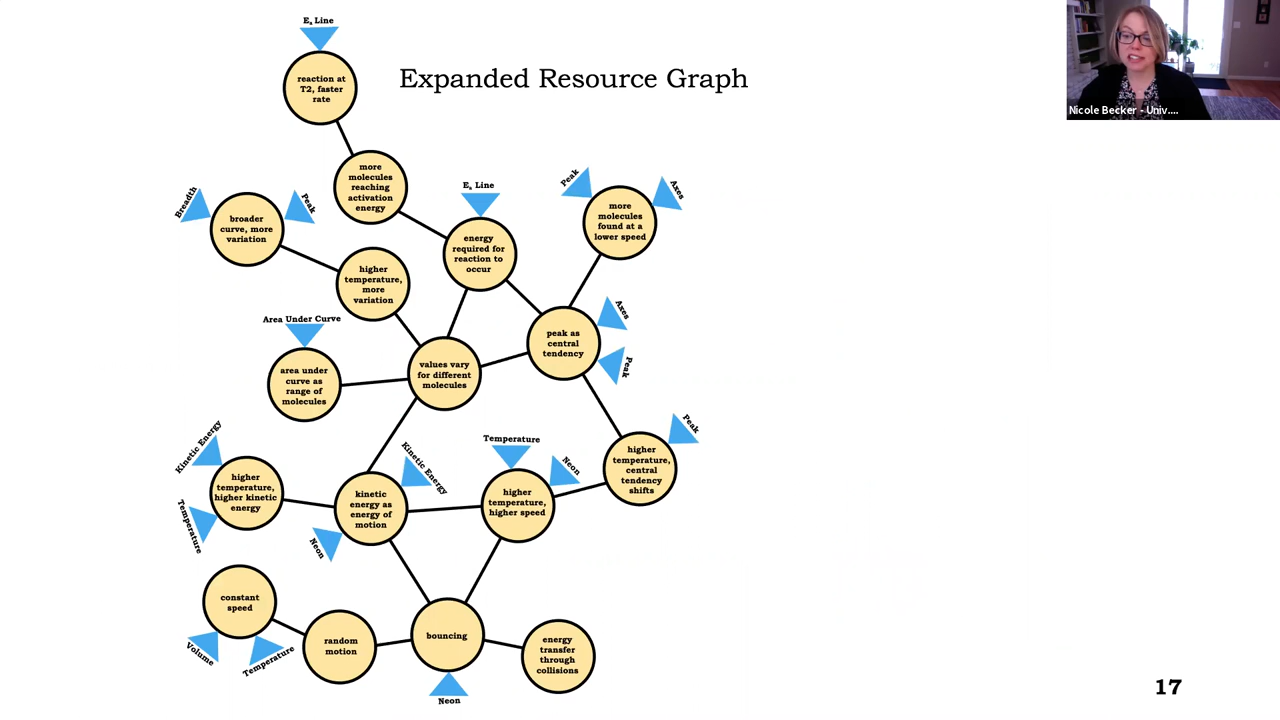 Eₐ Line
reaction at
T2, faster
rate
Expanded Resource Graph
Nicole Becker - Univ....
more
molecules
reaching
activation
energy
Breadth
Peak
broader
curve, more
variation
Eₐ Line
energy
required for
reaction to
occur
Peak
Axes
more
molecules
found at a
lower speed
higher
temperature,
more
variation
Area Under Curve
area under
curve as
range of
molecules
values vary
for different
molecules
peak as
central
tendency
Axes
Peak
Kinetic Energy
Temperature
higher
temperature,
higher kinetic
energy
Kinetic Energy
Neon
kinetic
energy as
energy of
motion
Temperature
Neon
higher
temperature,
higher speed
Peak
higher
temperature,
central
tendency
shifts
constant
speed
Volume
Temperature
random
motion
bouncing
Neon
energy
transfer
through
collisions
17